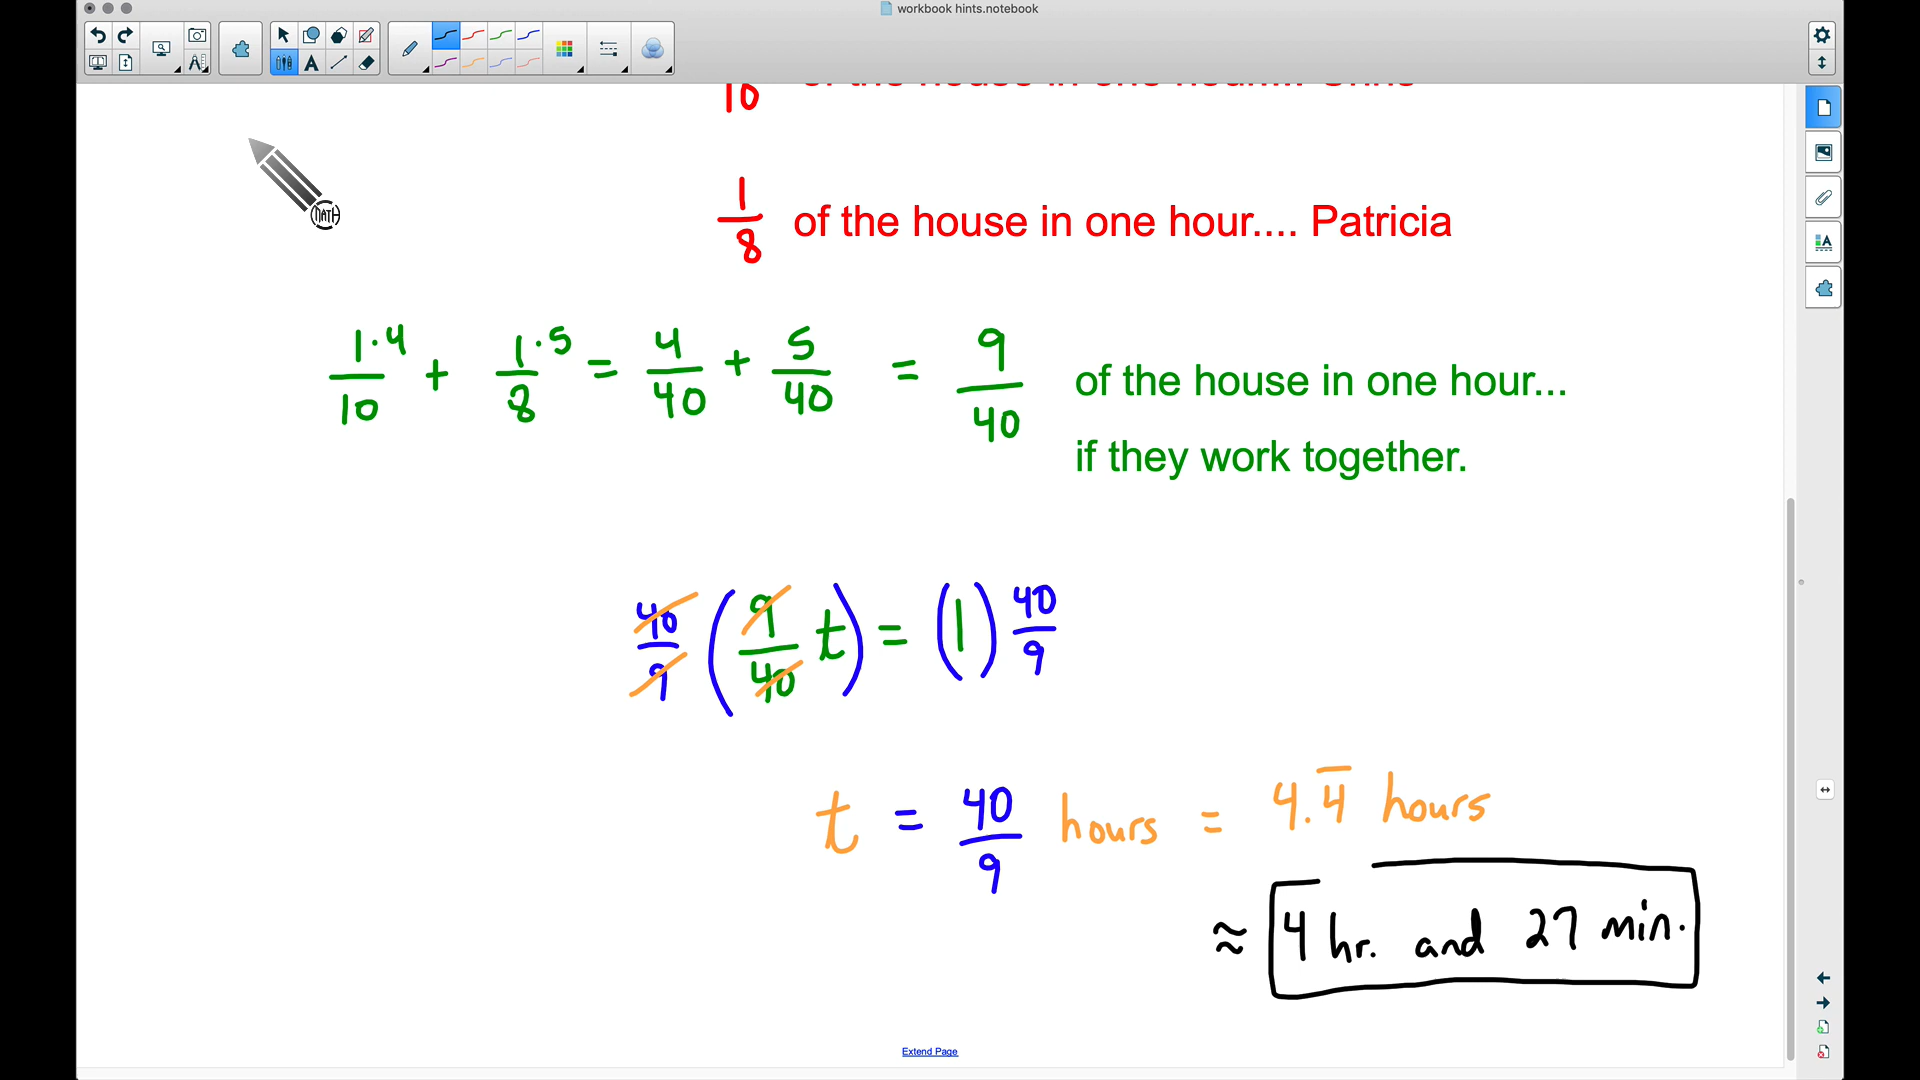 workbook hints.notebook
10
1/8 of the house in one hour.... Patricia
1·4/10 + 1·5/8 = 4/40 + 5/40 = 9/40 of the house in one hour...
if they work together.
40/9 (9/40 t) = (1) 40/9
t = 40/9 hours = 4.4̅ hours
≈ 4 hr. and 27 min.
Extend Page
MATH